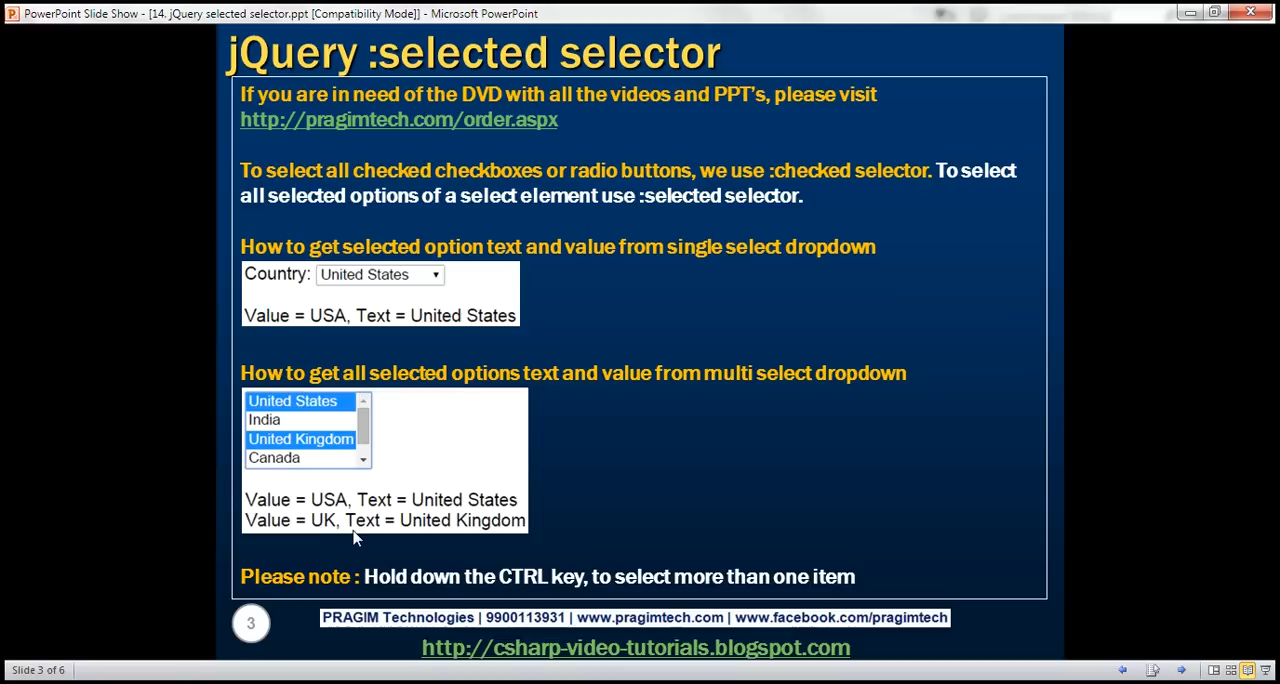 PowerPoint Slide Show - [14. jQuery selected selector.ppt [Compatibility Mode]] - Microsoft PowerPoint
jQuery :selected selector
If you are in need of the DVD with all the videos and PPT's, please visit
http://pragimtech.com/order.aspx
To select all checked checkboxes or radio buttons, we use :checked selector. To select
all selected options of a select element use :selected selector.
How to get selected option text and value from single select dropdown
Country: United States
Value = USA, Text = United States
How to get all selected options text and value from multi select dropdown
United States
India
United Kingdom
Canada
Value = USA, Text = United States
Value = UK, Text = United Kingdom
Please note : Hold down the CTRL key, to select more than one item
3
PRAGIM Technologies | 9900113931 | www.pragimtech.com | www.facebook.com/pragimtech
http://csharp-video-tutorials.blogspot.com
Slide 3 of 6